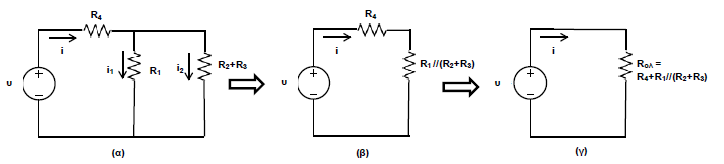 R4
i
υ
i1
R1
i2
R2+R3
(α)
R4
i
υ
R1 //(R2+R3)
(β)
i
υ
Rολ =
R4+R1//(R2+R3)
(γ)